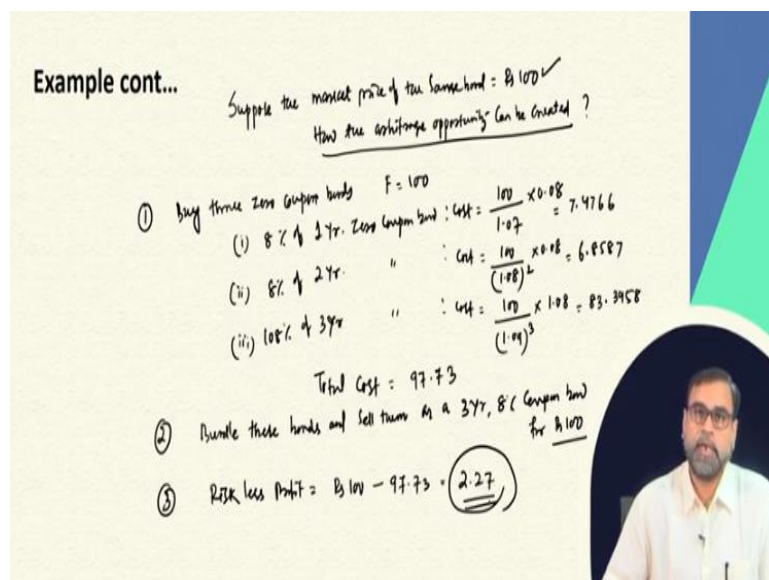 Example cont...
Suppose the market price of the Same bond = Rs 100 ✓
How the arbitrage opportunity Can be Created ?
① Buy three Zero Coupon bonds F = 100
(i) 8% of 1 Yr. Zero Coupon bond : Cost = 100/1.07 × 0.08 = 7.4766
(ii) 8% of 2 Yr. " : Cost = 100/(1.08)² × 0.08 = 6.8587
(iii) 108% of 3 Yr " : Cost = 100/(1.09)³ × 1.08 = 83.3958
Total Cost = 97.73
② Bundle these bonds and Sell them as a 3 Yr, 8% Coupon bond
for Rs 100
③ Risk less Profit = Rs 100 – 97.73 = 2.27